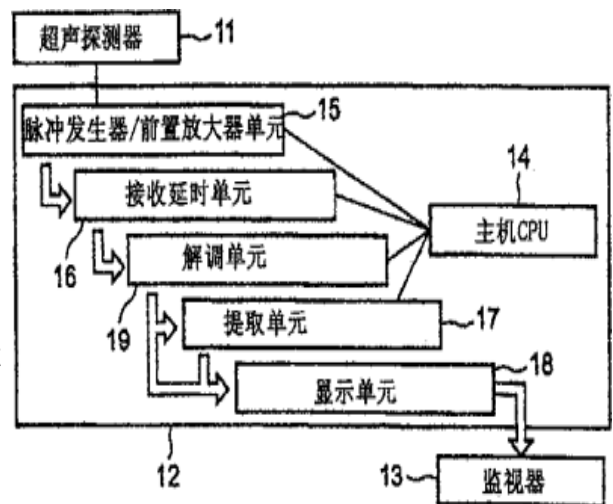 超声探测器
11
脉冲发生器/前置放大器单元
15
14
接收延时单元
主机CPU
16
解调单元
19
提取单元
17
18
显示单元
12
13
监视器